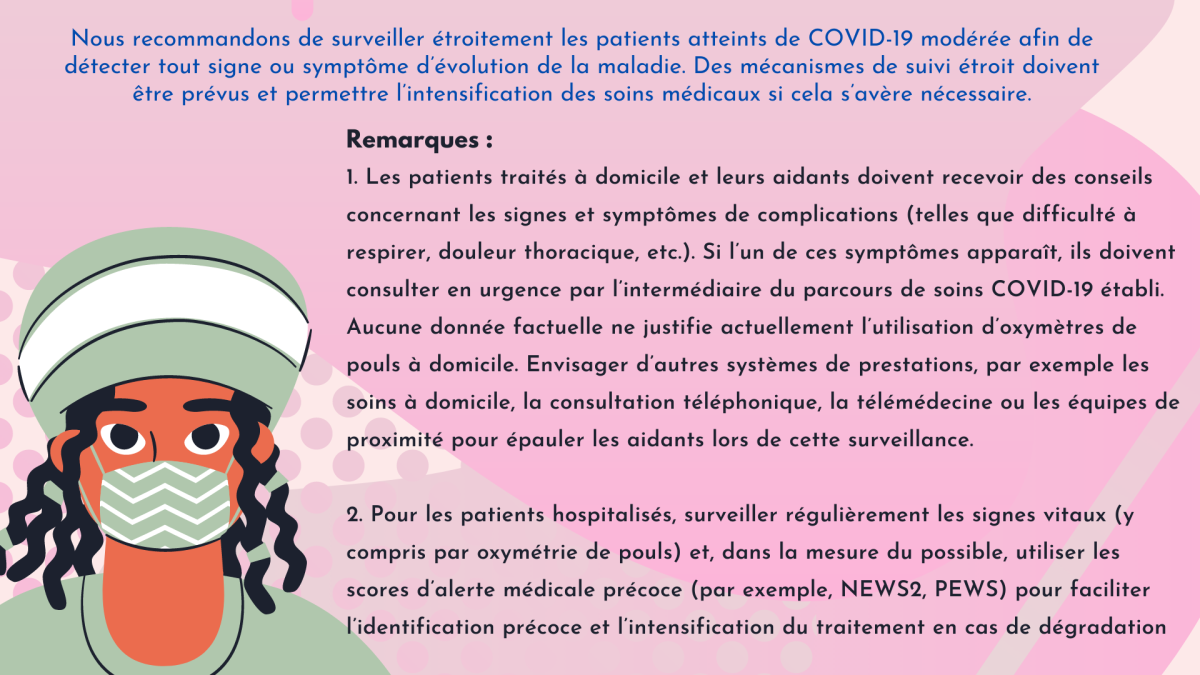 Nous recommandons de surveiller étroitement les patients atteints de COVID-19 modérée afin de
détecter tout signe ou symptôme d’évolution de la maladie. Des mécanismes de suivi étroit doivent
être prévus et permettre l’intensification des soins médicaux si cela s’avère nécessaire.
Remarques :
1. Les patients traités à domicile et leurs aidants doivent recevoir des conseils
concernant les signes et symptômes de complications (telles que difficulté à
respirer, douleur thoracique, etc.). Si l’un de ces symptômes apparaît, ils doivent
consulter en urgence par l’intermédiaire du parcours de soins COVID-19 établi.
Aucune donnée factuelle ne justifie actuellement l’utilisation d’oxymètres de
pouls à domicile. Envisager d’autres systèmes de prestations, par exemple les
soins à domicile, la consultation téléphonique, la télémédecine ou les équipes de
proximité pour épauler les aidants lors de cette surveillance.
2. Pour les patients hospitalisés, surveiller régulièrement les signes vitaux (y
compris par oxymétrie de pouls) et, dans la mesure du possible, utiliser les
scores d’alerte médicale précoce (par exemple, NEWS2, PEWS) pour faciliter
l’identification précoce et l’intensification du traitement en cas de dégradation